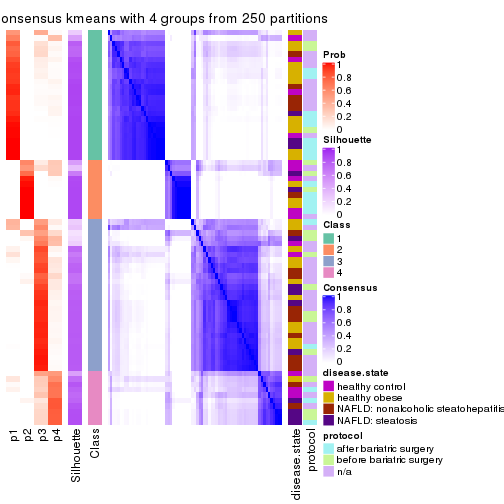 onsensus kmeans with 4 groups from 250 partitions
Prob
1
0.8
0.6
0.4
0.2
0
Silhouette
1
0.8
0.6
0.4
0.2
0
Class
1
2
3
4
Consensus
1
0.8
0.6
0.4
0.2
0
disease.state
healthy control
healthy obese
NAFLD: nonalcoholic steatohepatitis
NAFLD: steatosis
protocol
after bariatric surgery
before bariatric surgery
n/a
p1
p2
p3
p4
Silhouette
Class
disease.state
protocol